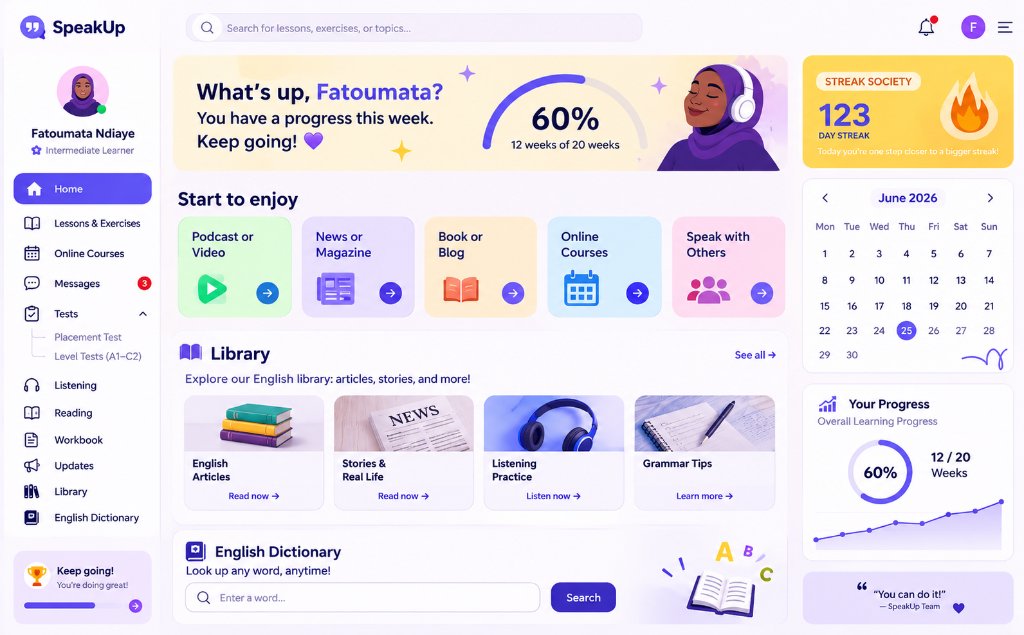 SpeakUp
Search for lessons, exercises, or topics...
F
Fatoumata Ndiaye
Intermediate Learner
Home
Lessons & Exercises
Online Courses
Messages
3
Tests
Placement Test
Level Tests (A1–C2)
Listening
Reading
Workbook
Updates
Library
English Dictionary
Keep going!
You're doing great!
What's up, Fatoumata?
You have a progress this week.
Keep going!
60%
12 weeks of 20 weeks
STREAK SOCIETY
123
DAY STREAK
Today you're one step closer to a bigger streak!
Start to enjoy
Podcast or
Video
News or
Magazine
Book or
Blog
Online
Courses
Speak with
Others
Library
See all →
Explore our English library: articles, stories, and more!
English
Articles
Read now →
NEWS
Stories &
Real Life
Read now →
Listening
Practice
Listen now →
Grammar Tips
Learn more →
English Dictionary
Look up any word, anytime!
Enter a word...
Search
A B C
June 2026
Mon Tue Wed Thu Fri Sat Sun
1 2 3 4 5 6 7
8 9 10 11 12 13 14
15 16 17 18 19 20 21
22 23 24 25 26 27 28
29 30
Your Progress
Overall Learning Progress
60%
12 / 20
Weeks
“ “You can do it!”
— SpeakUp Team